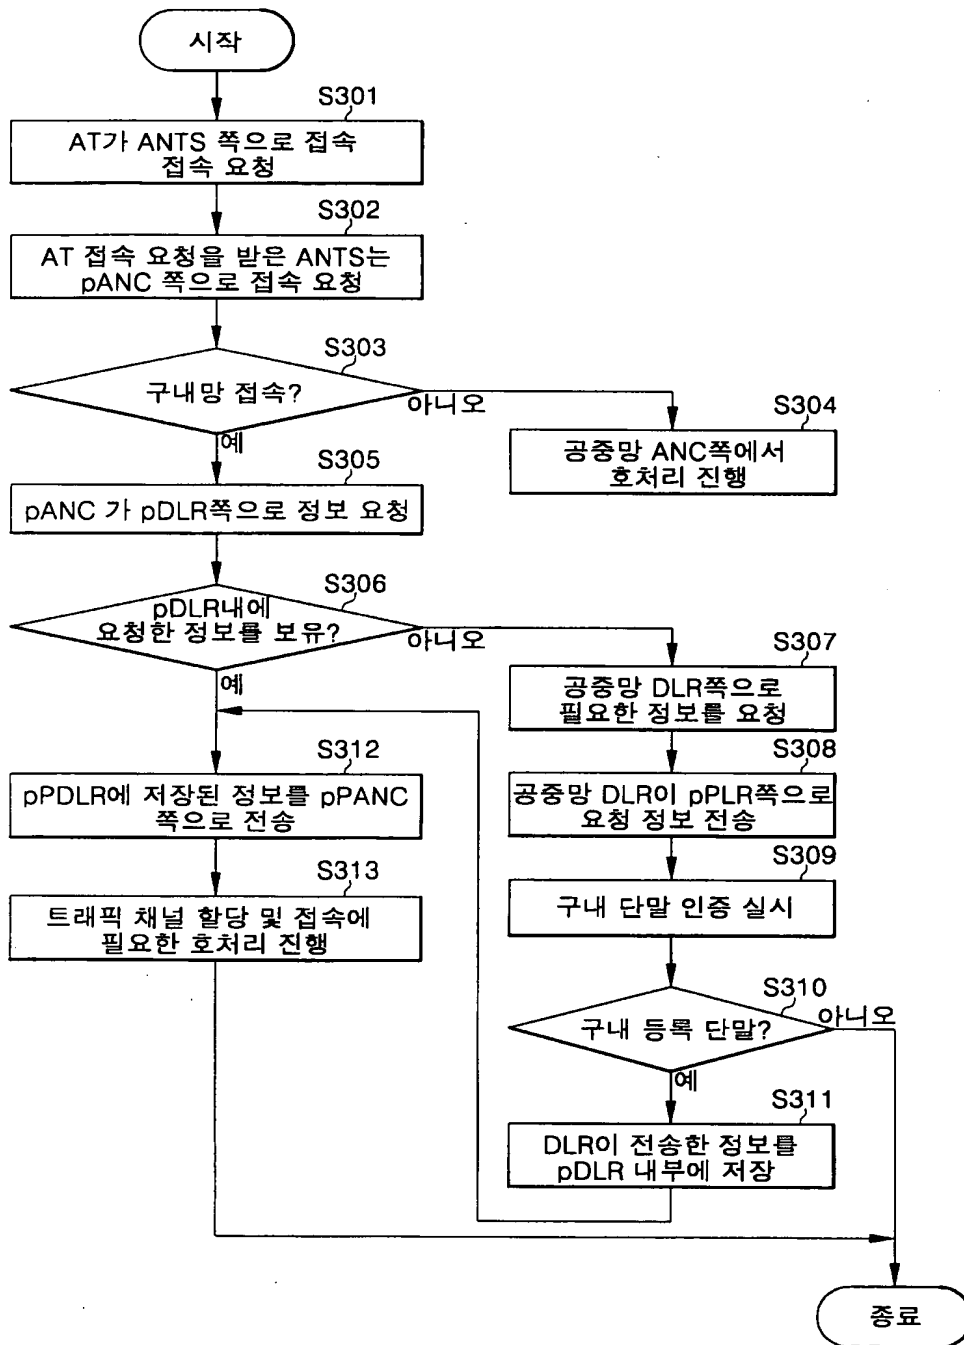 시작
S301
AT가 ANTS 쪽으로 접속
접속 요청
S302
AT 접속 요청을 받은 ANTS는
pANC 쪽으로 접속 요청
S303
구내망 접속?
아니오
예
S304
공중망 ANC쪽에서
호처리 진행
S305
pANC 가 pDLR쪽으로 정보 요청
S306
pDLR내에
요청한 정보를 보유?
아니오
예
S307
공중망 DLR쪽으로
필요한 정보를 요청
S308
공중망 DLR이 pPLR쪽으로
요청 정보 전송
S309
구내 단말 인증 실시
S310
구내 등록 단말?
아니오
예
S311
DLR이 전송한 정보를
pDLR 내부에 저장
S312
pPDLR에 저장된 정보를 pPANC
쪽으로 전송
S313
트래픽 채널 할당 및 접속에
필요한 호처리 진행
종료